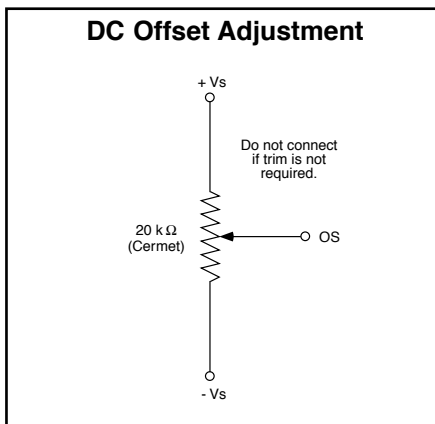 DC Offset Adjustment
+ Vs
Do not connect
if trim is not
required.
20 k Ω
(Cermet)
OS
- Vs